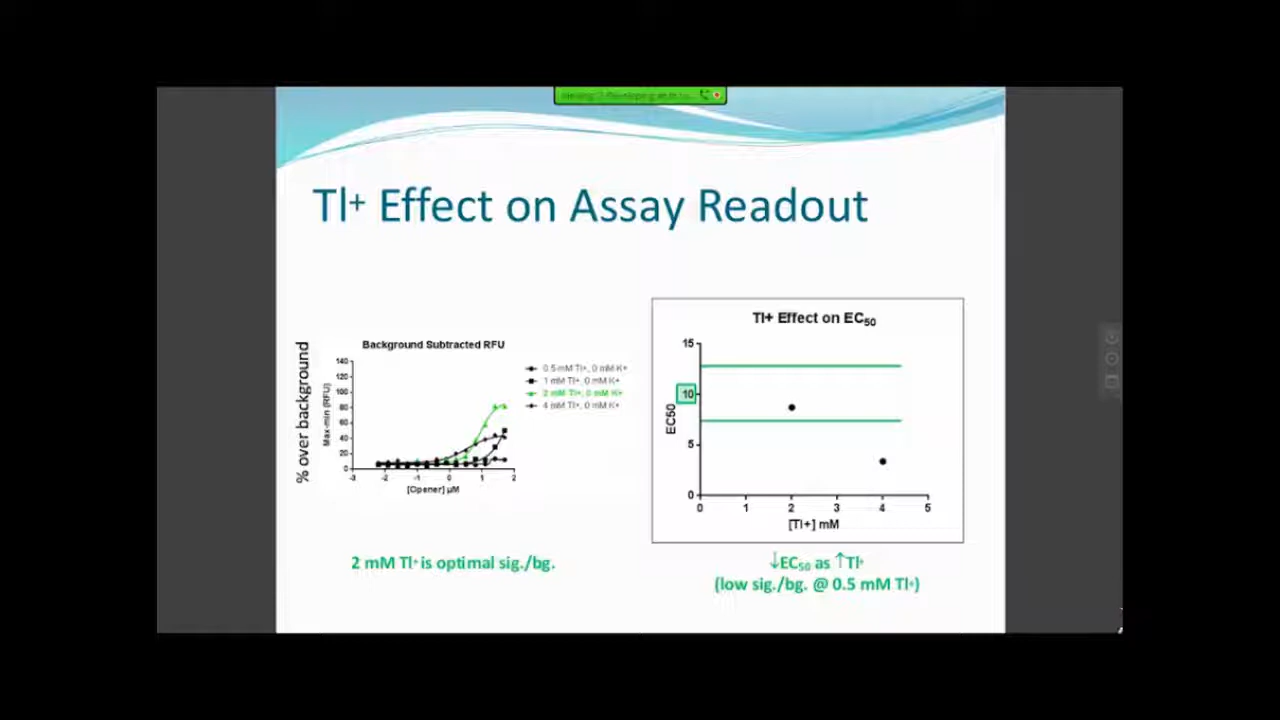 Tl+ Effect on Assay Readout
% over background
Background Subtracted RFU
Max-min (RFU)
140
120
100
80
60
40
20
0
-3 -2 -1 0 1 2
[Opener] µM
0.5 mM Tl+, 0 mM K+
1 mM Tl+, 0 mM K+
2 mM Tl+, 0 mM K+
4 mM Tl+, 0 mM K+
2 mM Tl+ is optimal sig./bg.
Tl+ Effect on EC50
EC50
15
10
5
0
0 1 2 3 4 5
[Tl+] mM
↓EC50 as ↑Tl+
(low sig./bg. @ 0.5 mM Tl+)